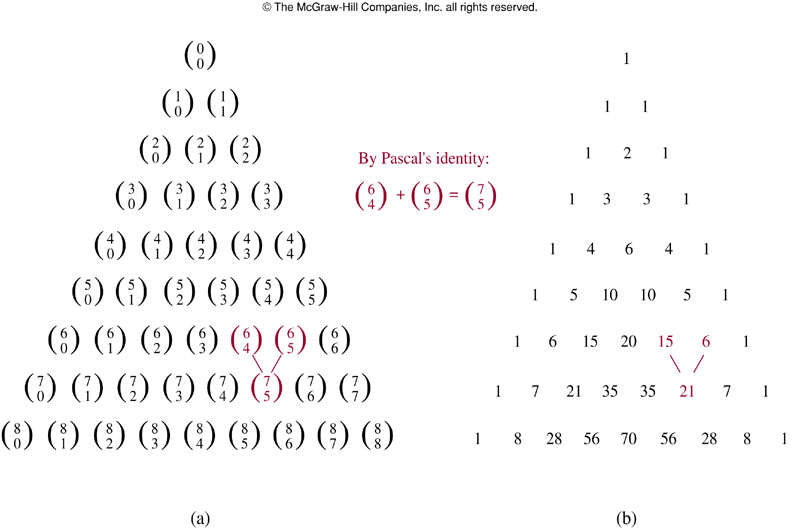 © The McGraw-Hill Companies, Inc. all rights reserved.
(0 0)
(1 0) (1 1)
(2 0) (2 1) (2 2)
(3 0) (3 1) (3 2) (3 3)
(4 0) (4 1) (4 2) (4 3) (4 4)
(5 0) (5 1) (5 2) (5 3) (5 4) (5 5)
(6 0) (6 1) (6 2) (6 3) (6 4) (6 5) (6 6)
(7 0) (7 1) (7 2) (7 3) (7 4) (7 5) (7 6) (7 7)
(8 0) (8 1) (8 2) (8 3) (8 4) (8 5) (8 6) (8 7) (8 8)
(a)
By Pascal's identity:
(6 4) + (6 5) = (7 5)
1
1 1
1 2 1
1 3 3 1
1 4 6 4 1
1 5 10 10 5 1
1 6 15 20 15 6 1
1 7 21 35 35 21 7 1
1 8 28 56 70 56 28 8 1
(b)